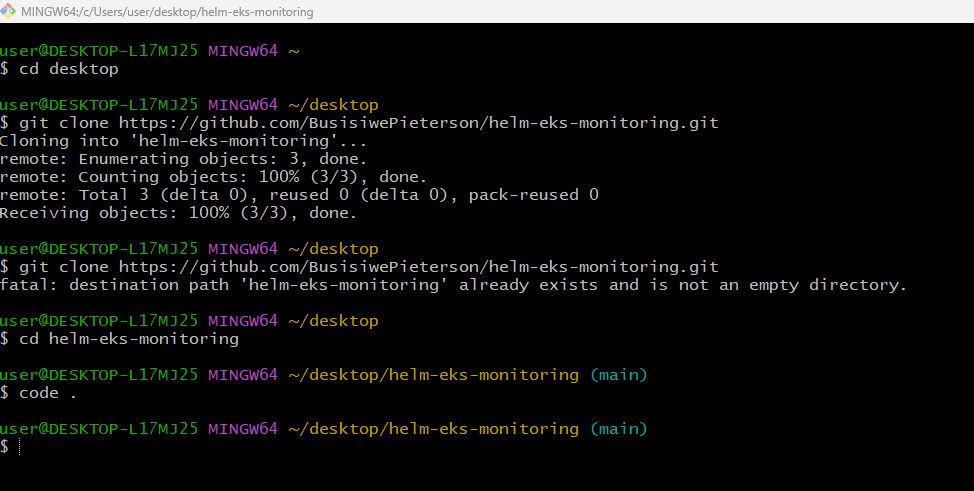 MINGW64:/c/Users/user/desktop/helm-eks-monitoring
user@DESKTOP-L17MJ25 MINGW64 ~
$ cd desktop
user@DESKTOP-L17MJ25 MINGW64 ~/desktop
$ git clone https://github.com/BusisiwePieterson/helm-eks-monitoring.git
Cloning into 'helm-eks-monitoring'...
remote: Enumerating objects: 3, done.
remote: Counting objects: 100% (3/3), done.
remote: Total 3 (delta 0), reused 0 (delta 0), pack-reused 0
Receiving objects: 100% (3/3), done.
user@DESKTOP-L17MJ25 MINGW64 ~/desktop
$ git clone https://github.com/BusisiwePieterson/helm-eks-monitoring.git
fatal: destination path 'helm-eks-monitoring' already exists and is not an empty directory.
user@DESKTOP-L17MJ25 MINGW64 ~/desktop
$ cd helm-eks-monitoring
user@DESKTOP-L17MJ25 MINGW64 ~/desktop/helm-eks-monitoring (main)
$ code .
user@DESKTOP-L17MJ25 MINGW64 ~/desktop/helm-eks-monitoring (main)
$